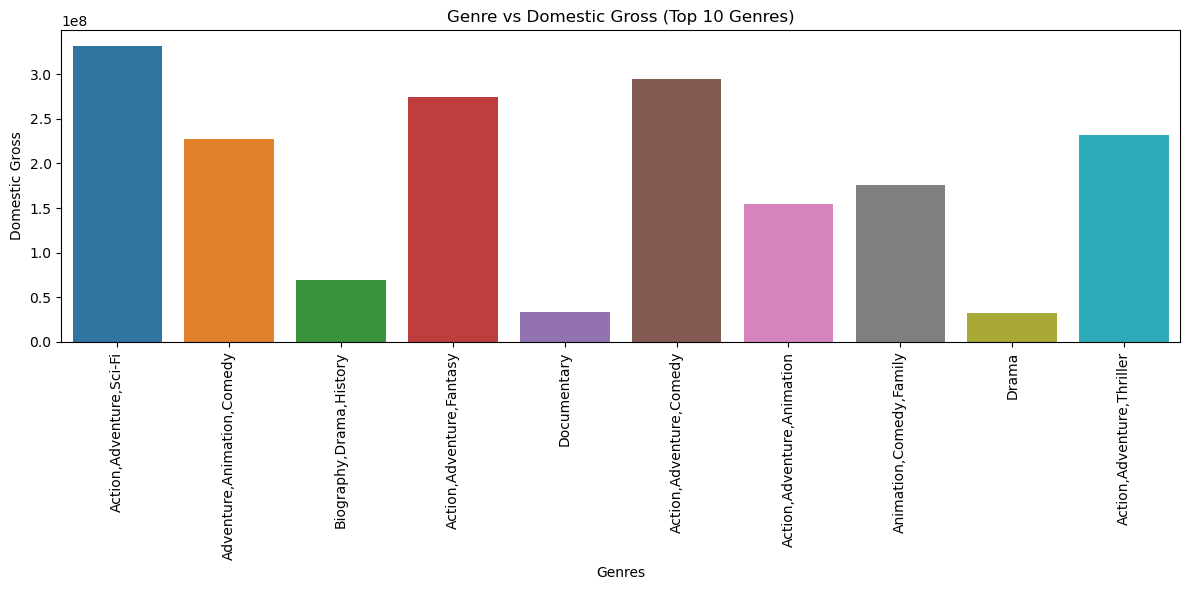 Genre vs Domestic Gross (Top 10 Genres)
1e8
3.0
2.5
2.0
1.5
1.0
0.5
0.0
Domestic Gross
Action,Adventure,Sci-Fi
Adventure,Animation,Comedy
Biography,Drama,History
Action,Adventure,Fantasy
Documentary
Action,Adventure,Comedy
Action,Adventure,Animation
Animation,Comedy,Family
Drama
Action,Adventure,Thriller
Genres